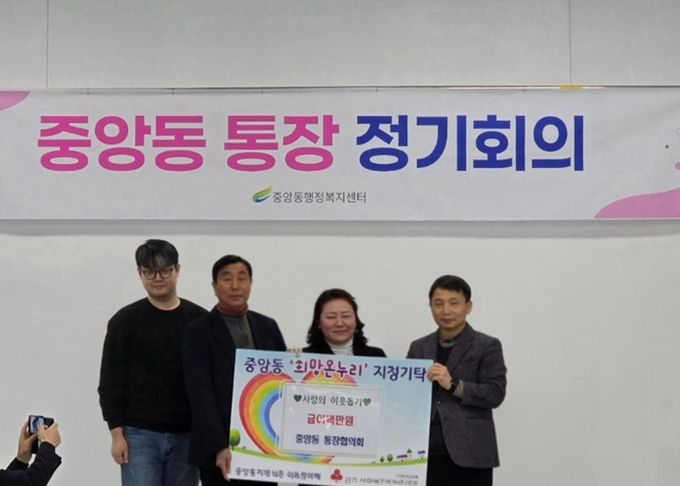 중앙동 통장 정기회의
중앙동행정복지센터
중앙동 '희망온누리' 지정기탁
♥사랑의 이웃돕기♥
금이백만원
중앙동 통장협의회
경기